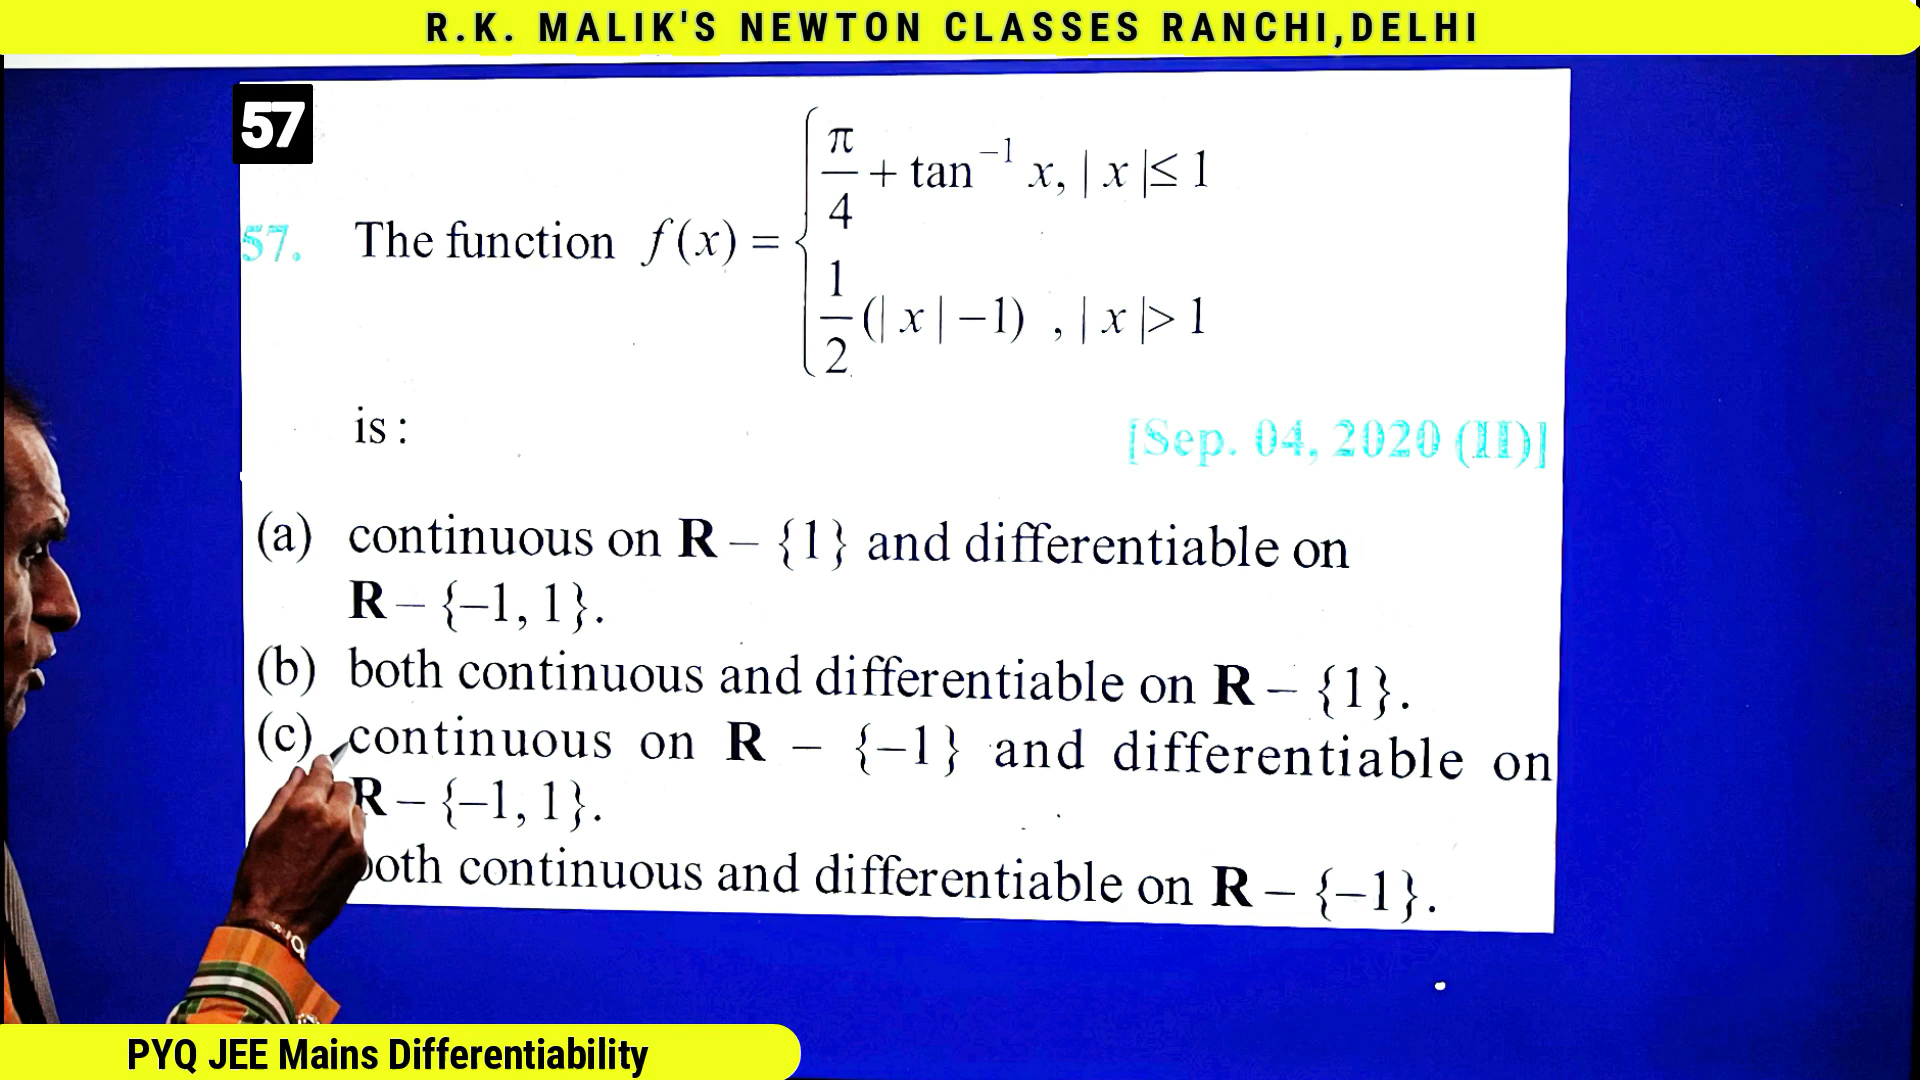 R.K. MALIK'S NEWTON CLASSES RANCHI,DELHI
57
57. The function f(x) = { π/4 + tan⁻¹ x, | x |≤ 1
1/2 (| x | −1) , | x |> 1
is :
[Sep. 04, 2020 (II)]
(a) continuous on R – {1} and differentiable on
R – {–1, 1}.
(b) both continuous and differentiable on R – {1}.
(c) continuous on R – {–1} and differentiable on
R – {–1, 1}.
both continuous and differentiable on R – {–1}.
PYQ JEE Mains Differentiability